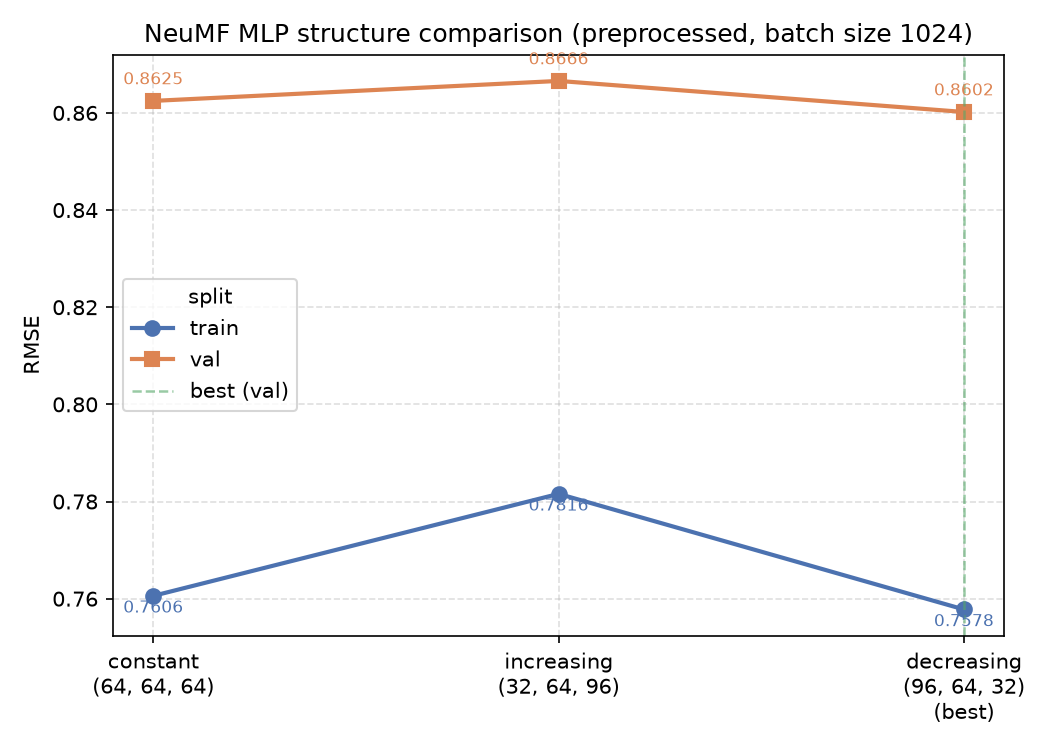 NeuMF MLP structure comparison (preprocessed, batch size 1024)
0.8625
0.8666
0.8602
0.86
0.84
0.82
0.80
0.78
0.76
RMSE
split
train
val
best (val)
0.7606
0.7816
0.7578
constant
(64, 64, 64)
increasing
(32, 64, 96)
decreasing
(96, 64, 32)
(best)